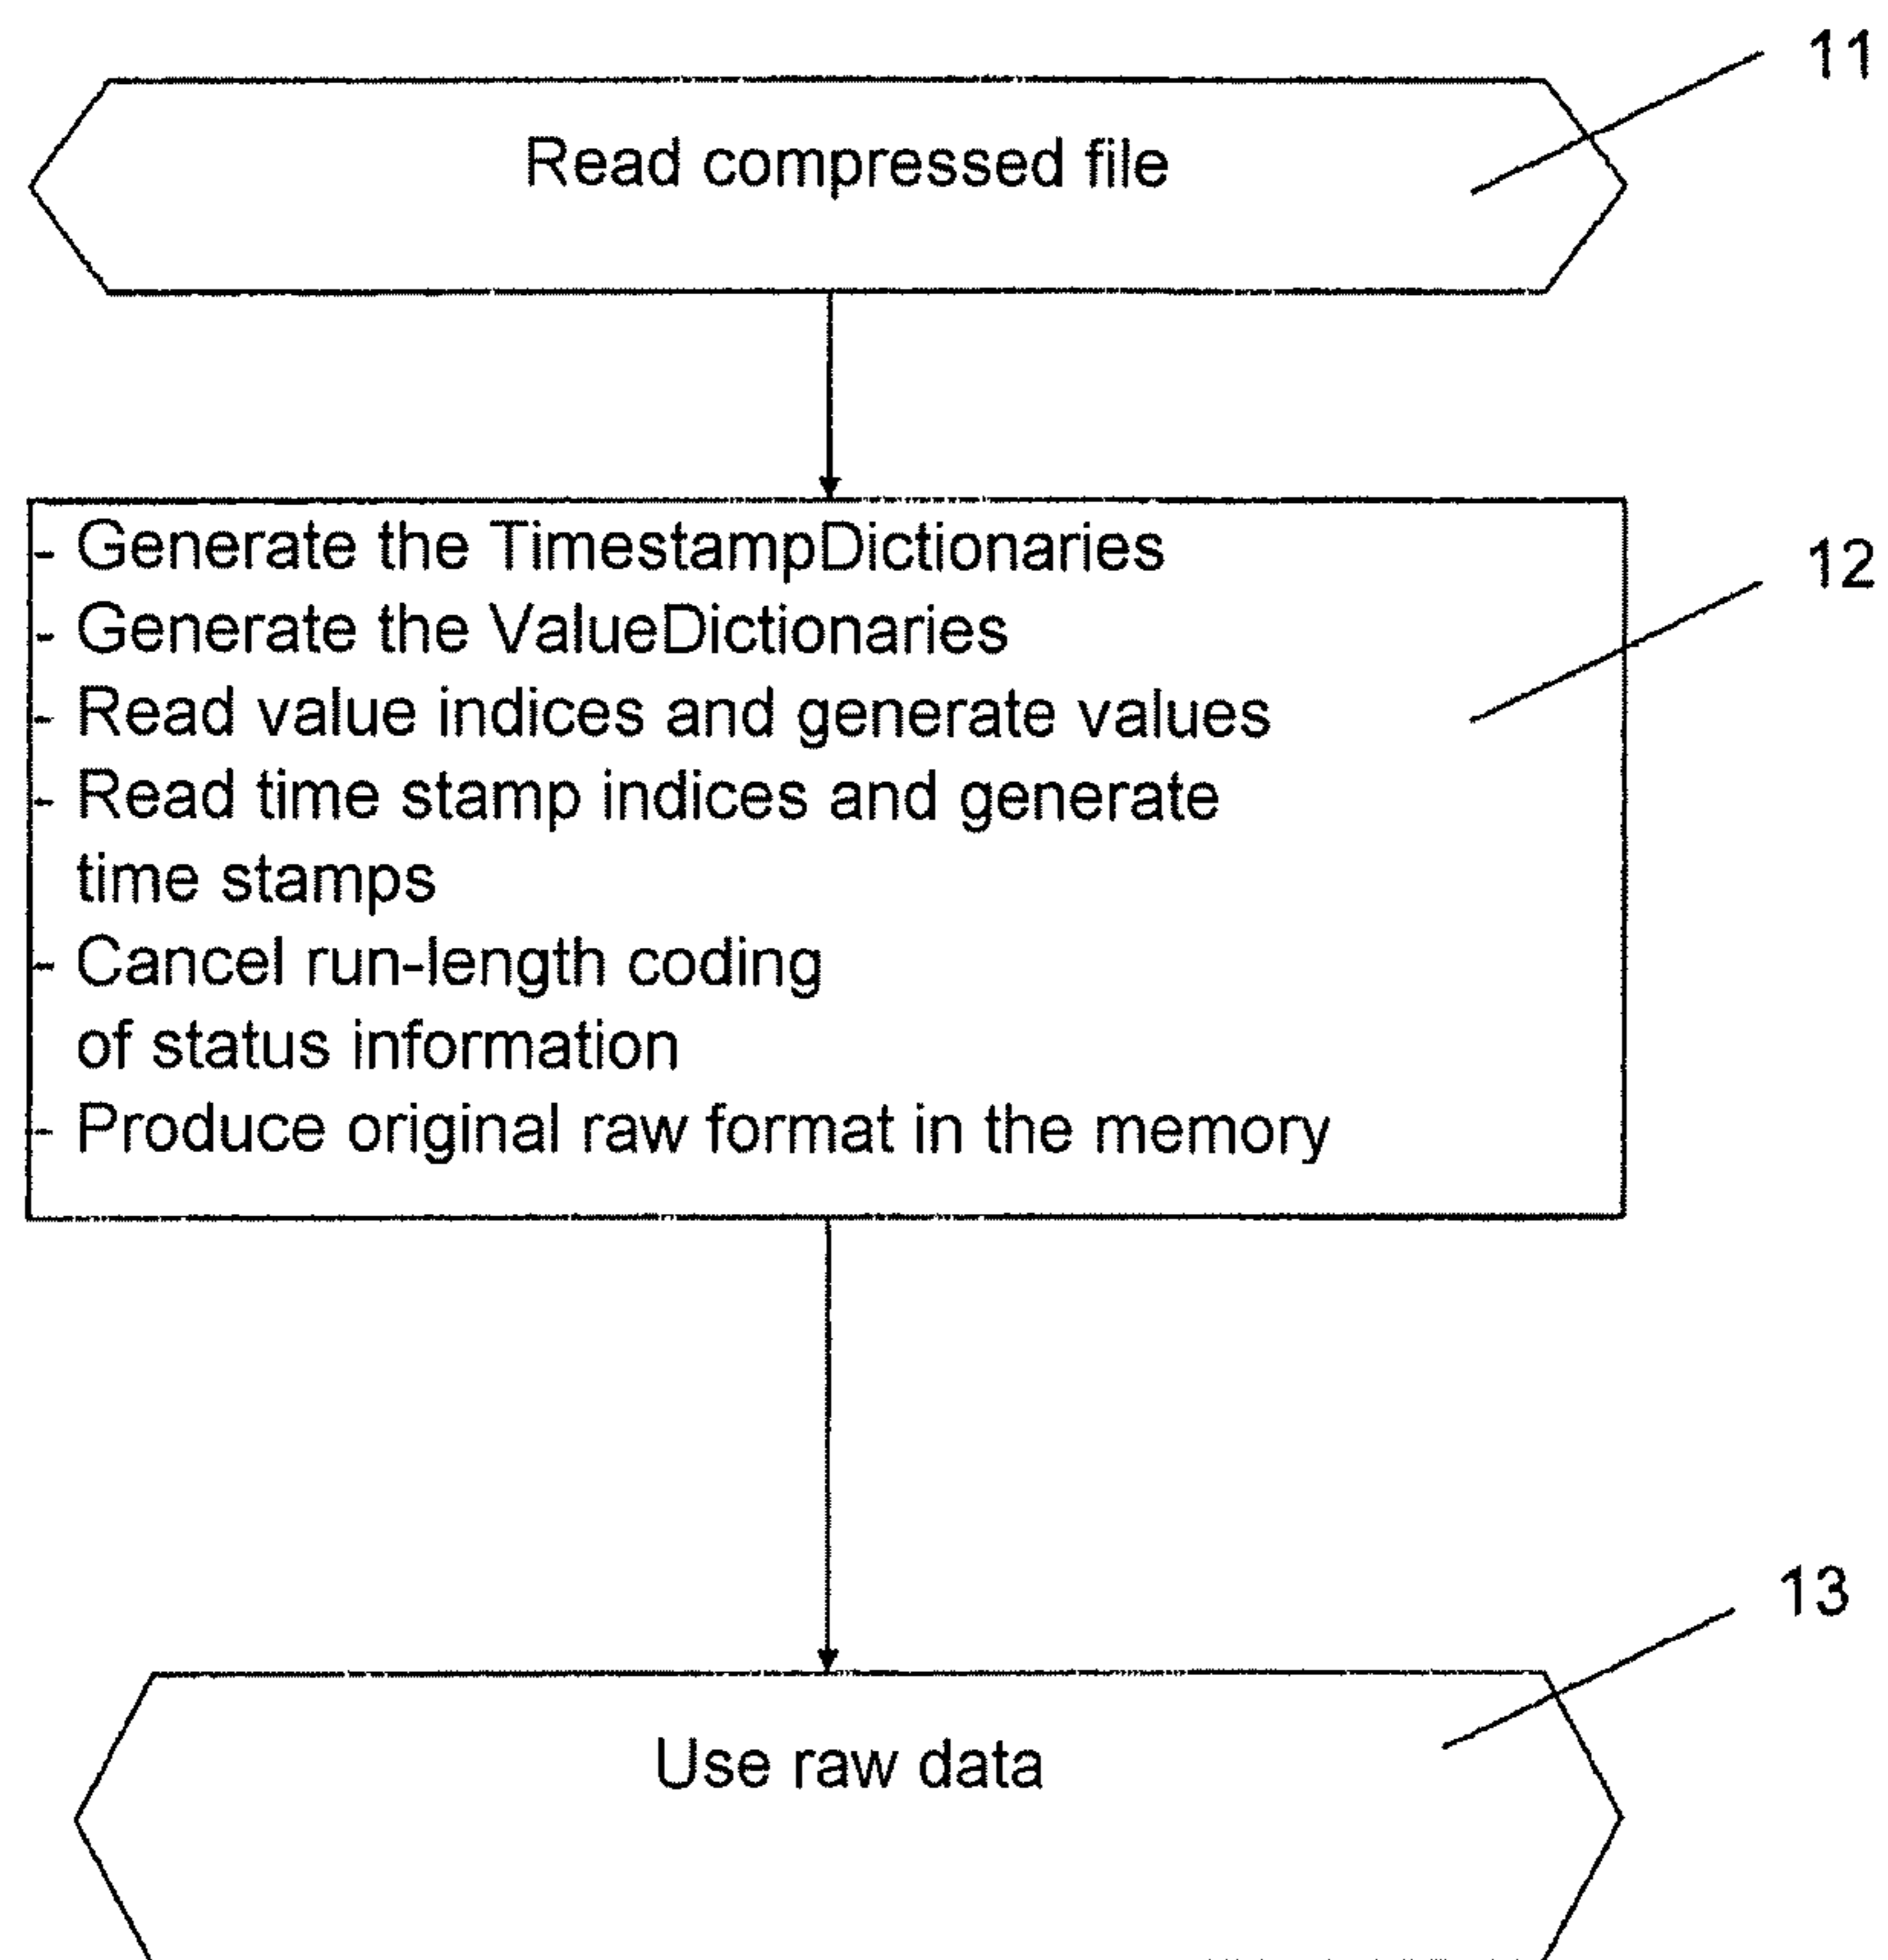 11
Read compressed file
- Generate the TimestampDictionaries
12
- Generate the ValueDictionaries
- Read value indices and generate values
- Read time stamp indices and generate
time stamps
- Cancel run-length coding
of status information
- Produce original raw format in the memory
13
Use raw data